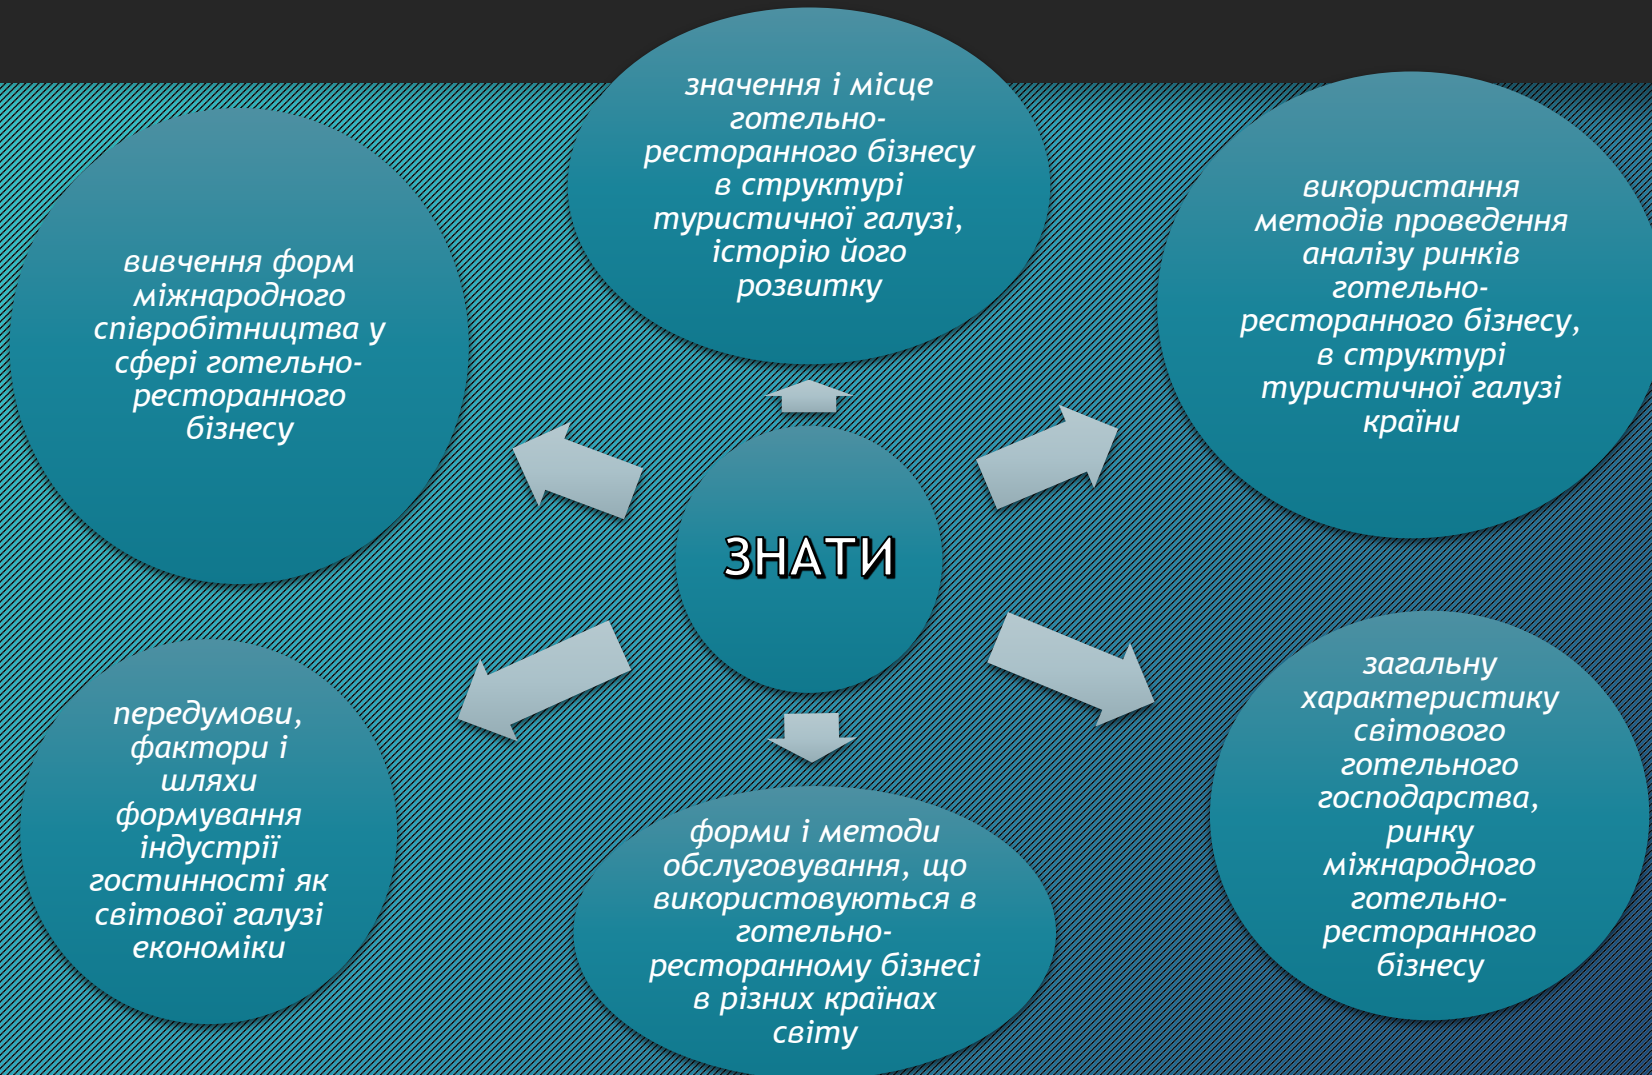 значення і місце
готельно-
ресторанного бізнесу
в структурі
туристичної галузі,
історію його
розвитку
використання
методів проведення
аналізу ринків
готельно-
ресторанного бізнесу,
в структурі
туристичної галузі
країни
вивчення форм
міжнародного
співробітництва у
сфері готельно-
ресторанного
бізнесу
ЗНАТИ
загальну
характеристику
світового
готельного
господарства,
ринку
міжнародного
готельно-
ресторанного
бізнесу
передумови,
фактори і
шляхи
формування
індустрії
гостинності як
світової галузі
економіки
форми і методи
обслуговування, що
використовуються в
готельно-
ресторанному бізнесі
в різних країнах
світу